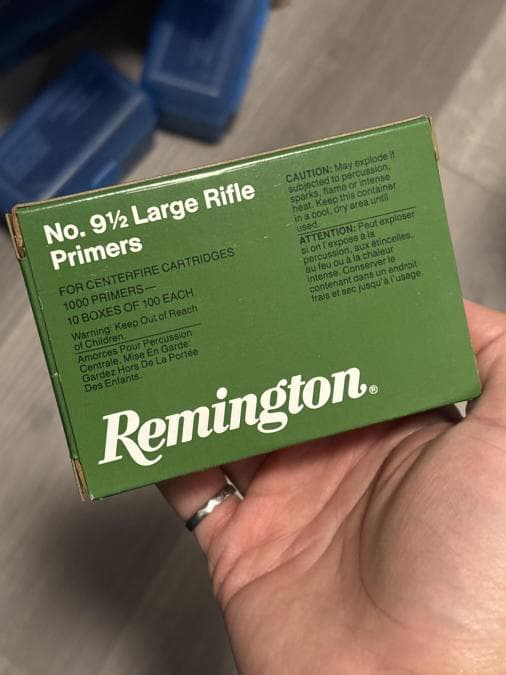 No. 9½ Large Rifle
Primers
FOR CENTERFIRE CARTRIDGES
1000 PRIMERS—
10 BOXES OF 100 EACH
Warning: Keep Out of Reach
of Children.
Amorces Pour Percussion
Centrale. Mise En Garde:
Gardez Hors De La Portée
Des Enfants.
CAUTION: May explode if
subjected to percussion,
sparks, flame or intense
heat. Keep this container
in a cool, dry area until
used.
ATTENTION: Peut exploser
si on l'expose à la
percussion, aux étincelles,
au feu ou à la chaleur
intense. Conserver le
contenant dans un endroit
frais et sec jusqu'à l'usage.
Remington®